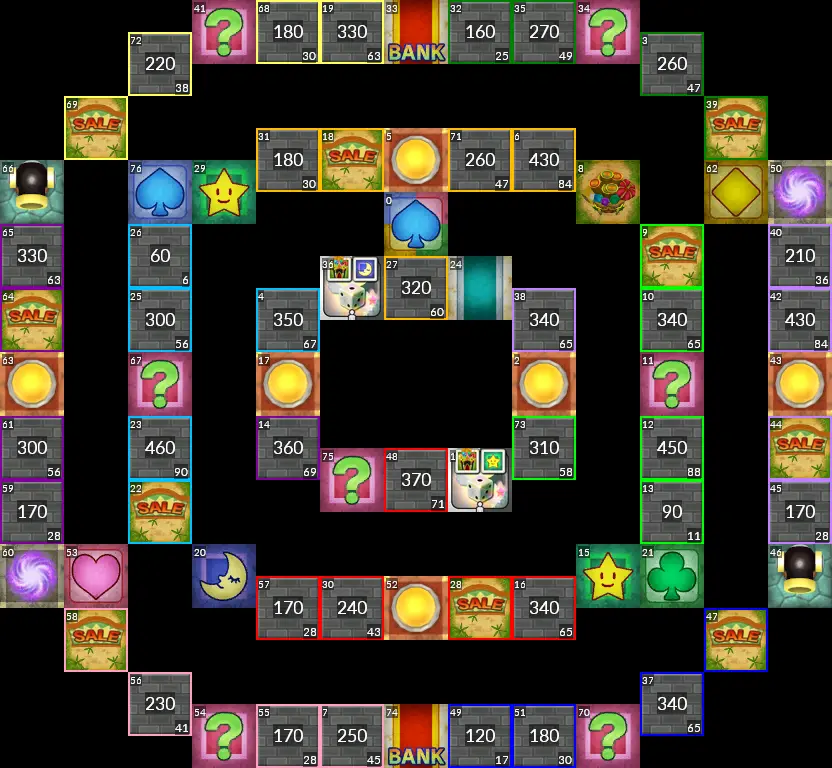 41 68 19 33 32 35 34
180 330 BANK 160 270
30 63 25 49
72 3
220 260
38 47
69 39
SALE SALE
31 18 5 71 6
180 SALE 260 430
30 47 84
66 76 29 8 62 50
0
65 26 9 40
330 60 SALE 210
63 6 36
36 27 24
320
60
64 25 4 38 10 42
SALE 300 350 340 340 430
56 67 65 65 84
63 67 17 2 11 43
61 23 14 73 12 44
300 460 360 310 450 SALE
56 90 69 58 88
75 48 1
370
71
59 22 13 45
170 SALE 90 170
28 11 28
60 53 20 15 21 46
57 30 52 28 16
170 240 SALE 340
28 43 65
58 47
SALE SALE
56 37
230 340
41 65
54 55 7 74 49 51 70
170 250 BANK 120 180
28 45 17 30